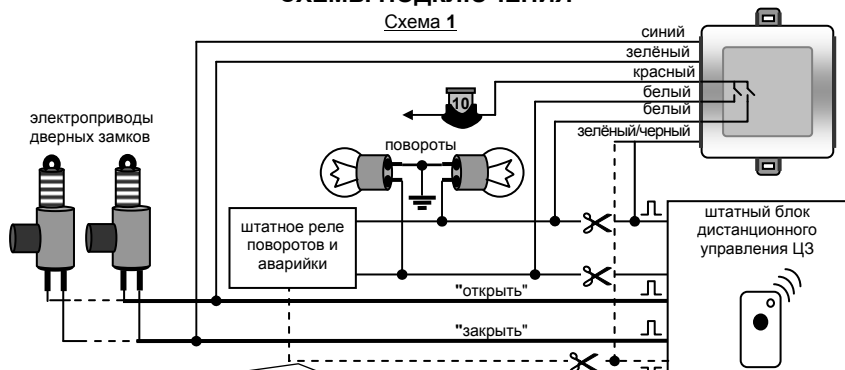 СХЕМЫ ПОДКЛЮЧЕНИЯ
Схема 1
синий
зелёный
красный
белый
белый
зелёный/черный
10
электроприводы
дверных замков
повороты
штатное реле
поворотов и
аварийки
штатный блок
дистанционного
управления ЦЗ
"открыть"
"закрыть"